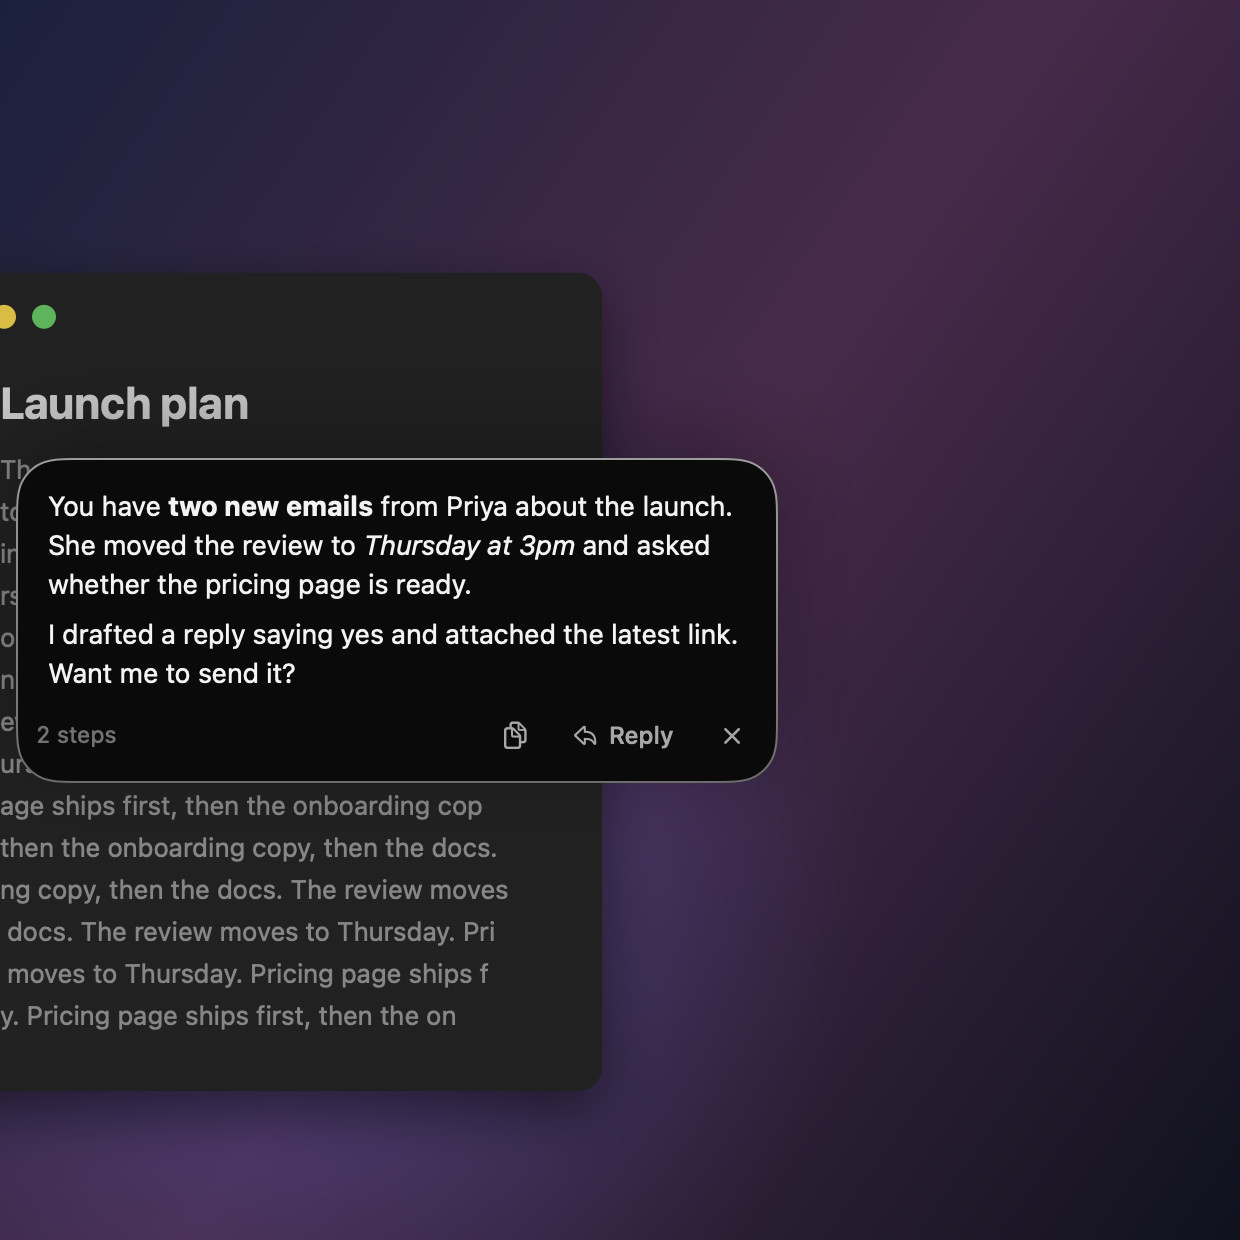 Launch plan
You have two new emails from Priya about the launch.
She moved the review to Thursday at 3pm and asked
whether the pricing page is ready.
I drafted a reply saying yes and attached the latest link.
Want me to send it?
2 steps
Reply
age ships first, then the onboarding cop
then the onboarding copy, then the docs.
ng copy, then the docs. The review moves
docs. The review moves to Thursday. Pri
moves to Thursday. Pricing page ships f
y. Pricing page ships first, then the on